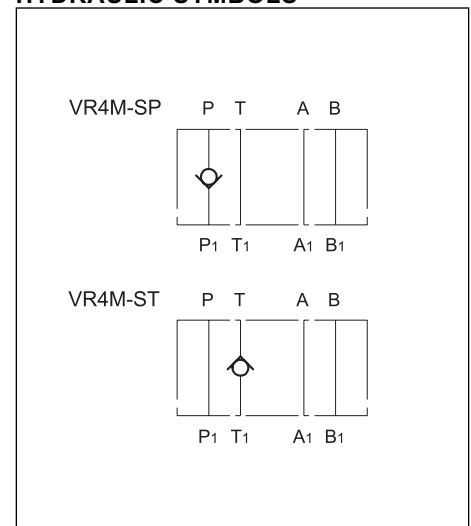 HYDRAULIC SYMBOLS
VR4M-SP P T A B
P1 T1 A1 B1
VR4M-ST P T A B
P1 T1 A1 B1